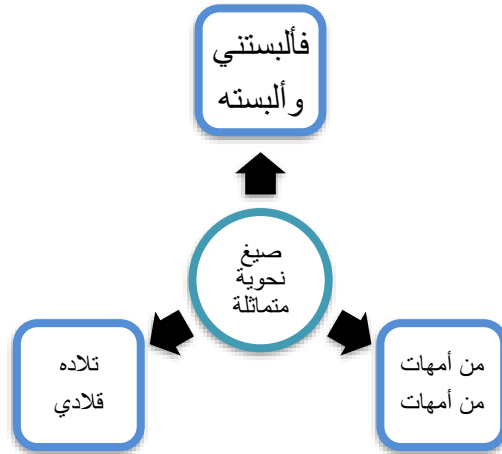 فألبستني
وألبسته
صيغ
نحوية
متماثلة
من أمهات
من أمهات
تلاده
قلادي